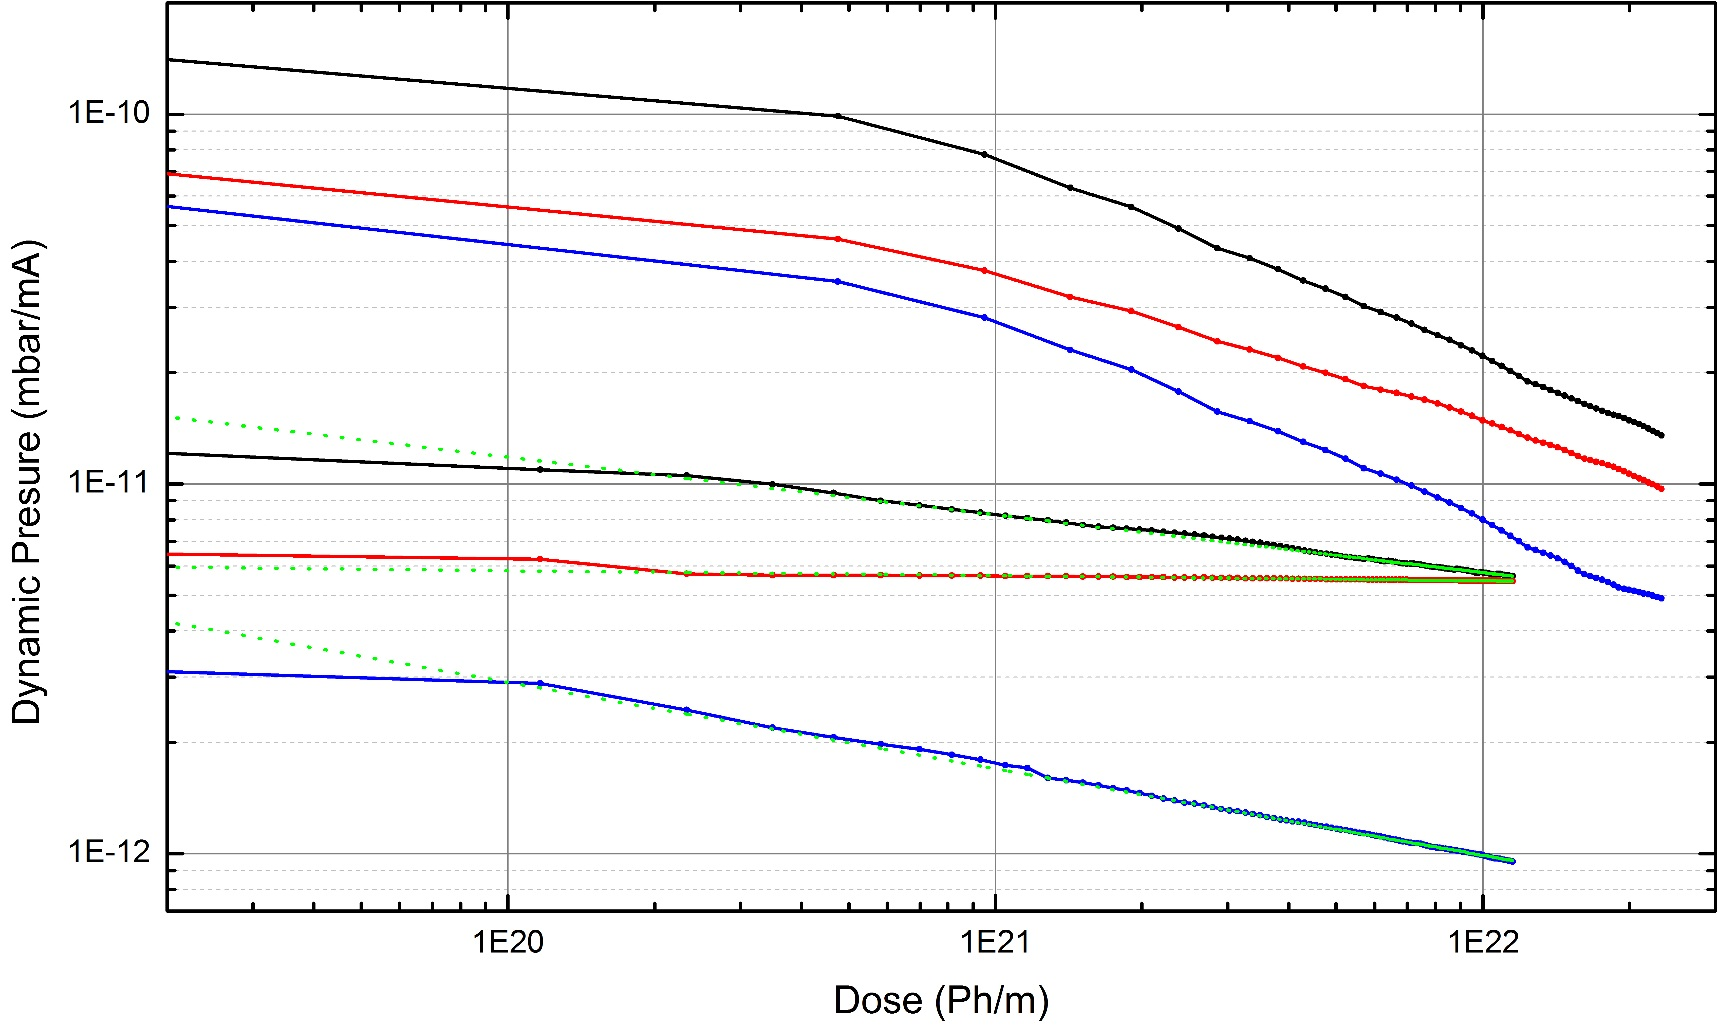 Dynamic Presure (mbar/mA)
1E-10
1E-11
1E-12
1E20 1E21 1E22
Dose (Ph/m)